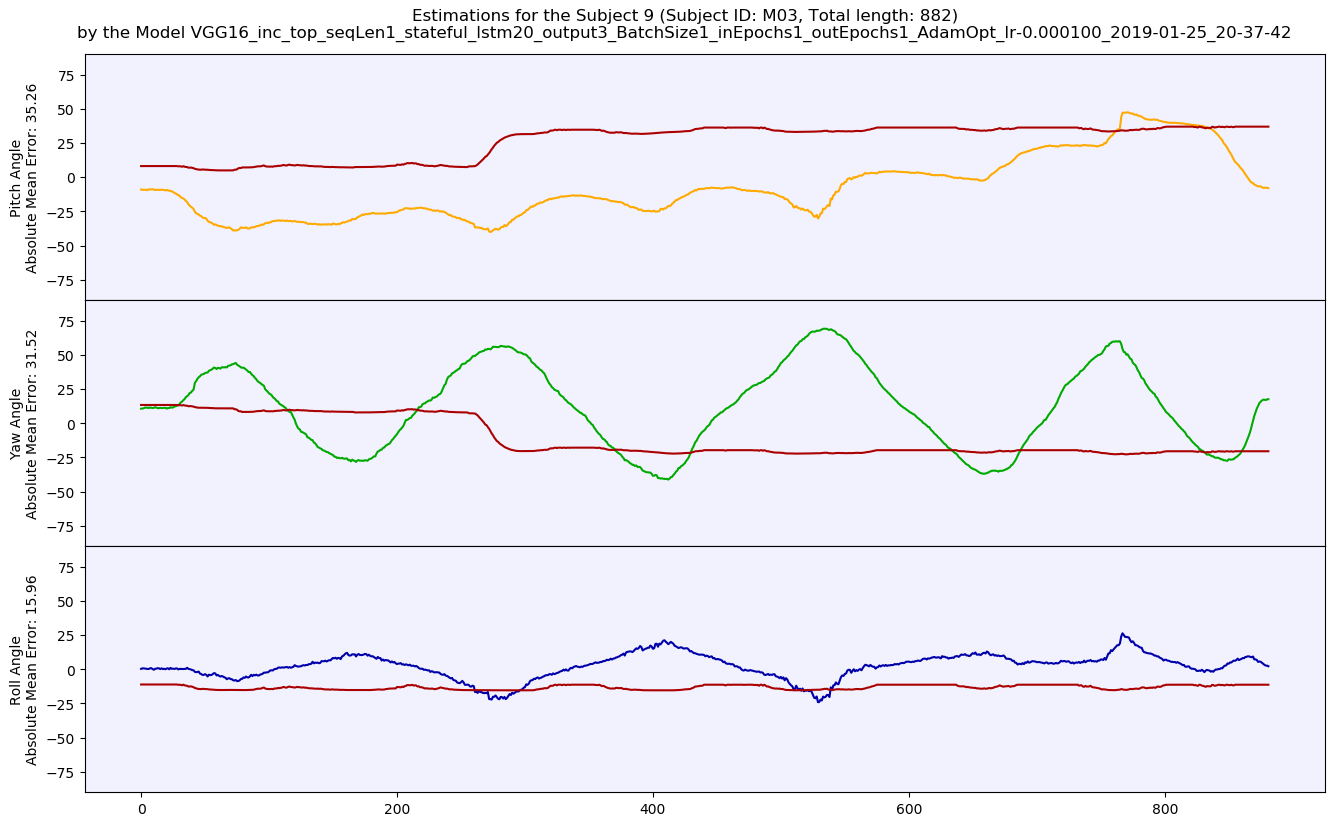 Estimations for the Subject 9 (Subject ID: M03, Total length: 882)
by the Model VGG16_inc_top_seqLen1_stateful_lstm20_output3_BatchSize1_inEpochs1_outEpochs1_AdamOpt_lr-0.000100_2019-01-25_20-37-42
Pitch Angle
Absolute Mean Error: 35.26
75
50
25
0
−25
−50
−75
Yaw Angle
Absolute Mean Error: 31.52
75
50
25
0
−25
−50
−75
Roll Angle
Absolute Mean Error: 15.96
75
50
25
0
−25
−50
−75
0 200 400 600 800